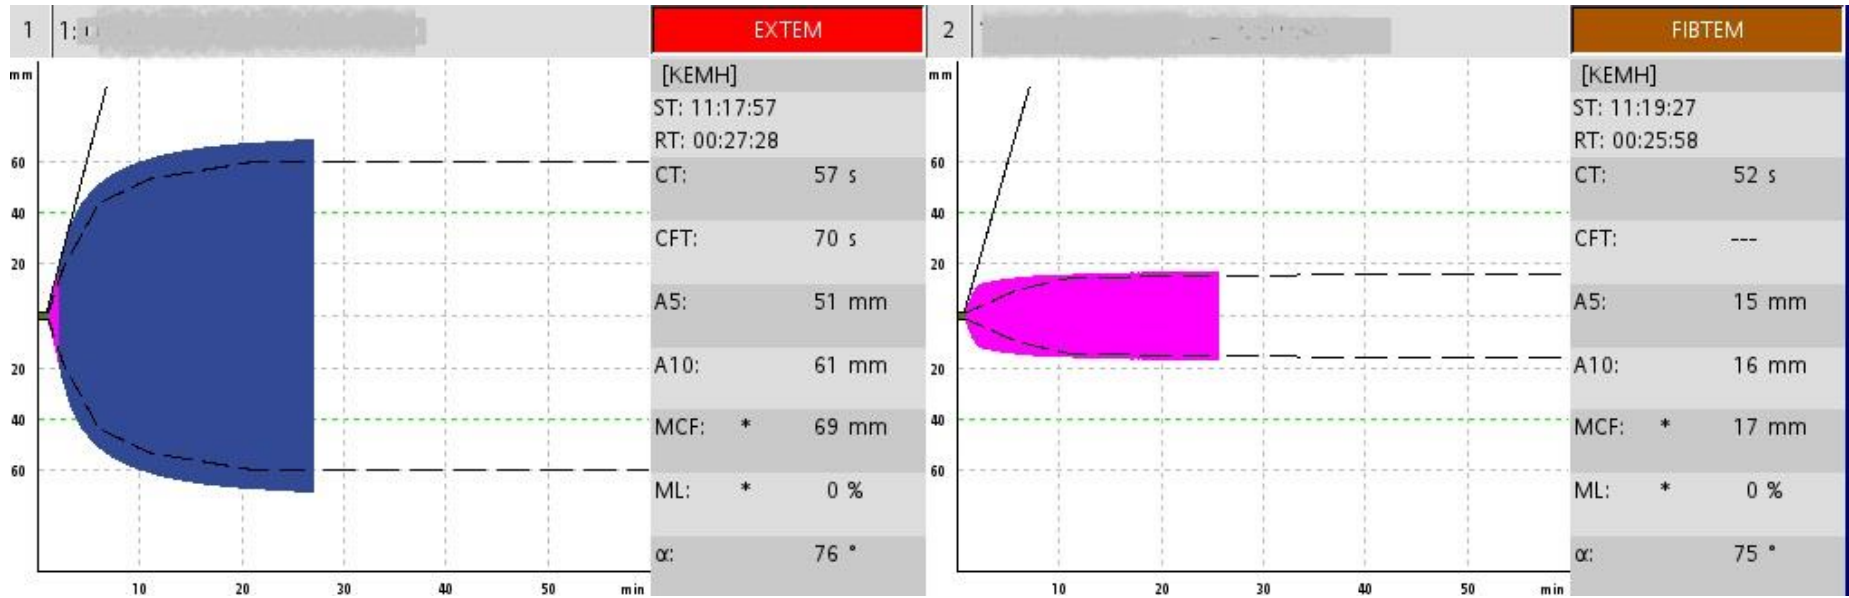 1
1:
EXTEM
mm
60
40
20
20
40
60
10 20 30 40 50 min
[KEMH]
ST: 11:17:57
RT: 00:27:28
CT: 57 s
CFT: 70 s
A5: 51 mm
A10: 61 mm
MCF: * 69 mm
ML: * 0 %
α: 76 °
2
FIBTEM
mm
60
40
20
20
40
60
10 20 30 40 50 min
[KEMH]
ST: 11:19:27
RT: 00:25:58
CT: 52 s
CFT: ---
A5: 15 mm
A10: 16 mm
MCF: * 17 mm
ML: * 0 %
α: 75 °